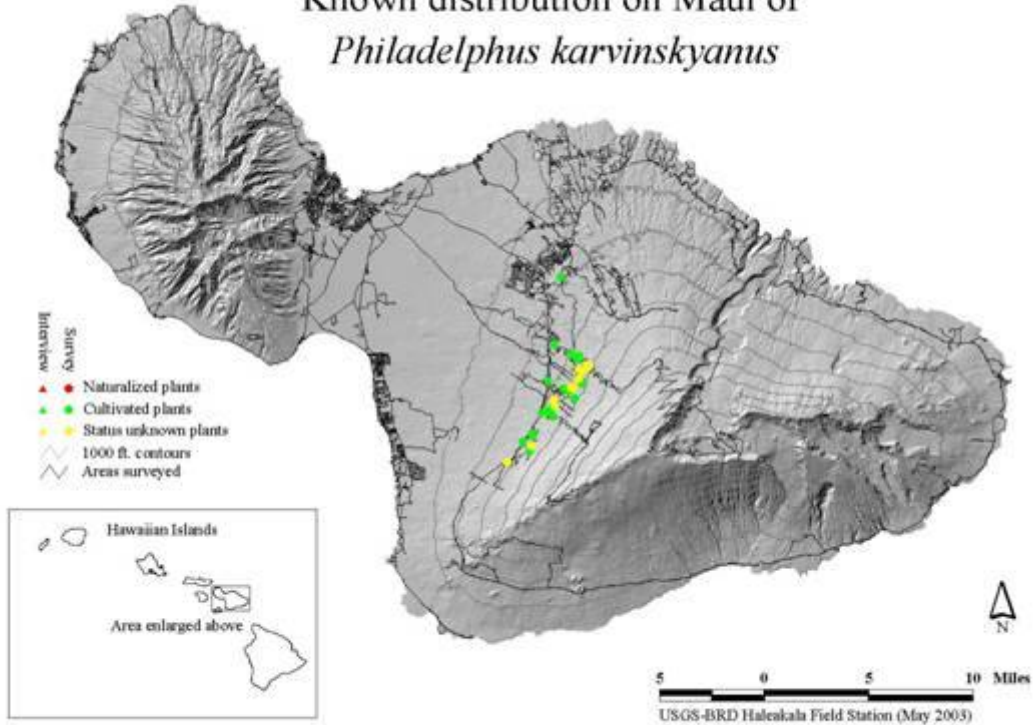 Known distribution on Maui of
Philadelphus karvinskyanus
Interview
Survey
Naturalized plants
Cultivated plants
Status unknown plants
1000 ft. contours
Areas surveyed
Hawaiian Islands
Area enlarged above
N
5 0 5 10 Miles
USGS-BRD Haleakala Field Station (May 2003)